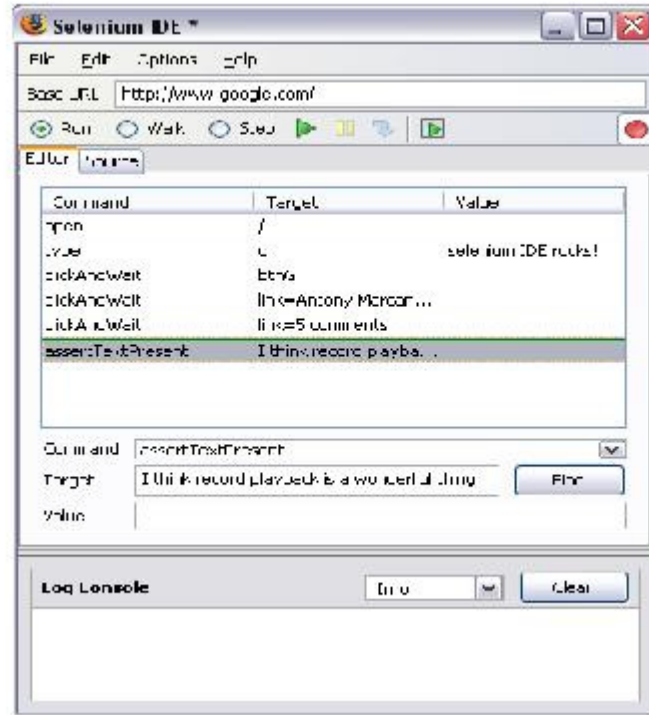 Selenium IDE *
File Edit Options Help
Base URL http://www.google.com/
Run Walk Step
Editor Source
Command Target Value
open /
type q selenium IDE rocks!
clickAndWait btnG
clickAndWait link=Antony Marcan...
clickAndWait link=5 comments
assertTextPresent I think record playba...
Command assertTextPresent
Target I think record playback is a wonderful thing Find
Value
Log Console Info Clear